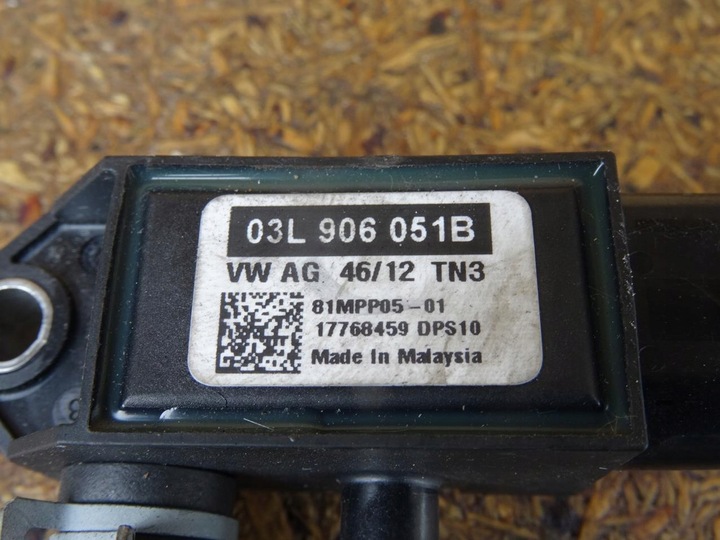 03L 906 051B
VW AG 46/12 TN3
81MPP05-01
17768459 DPS10
Made In Malaysia